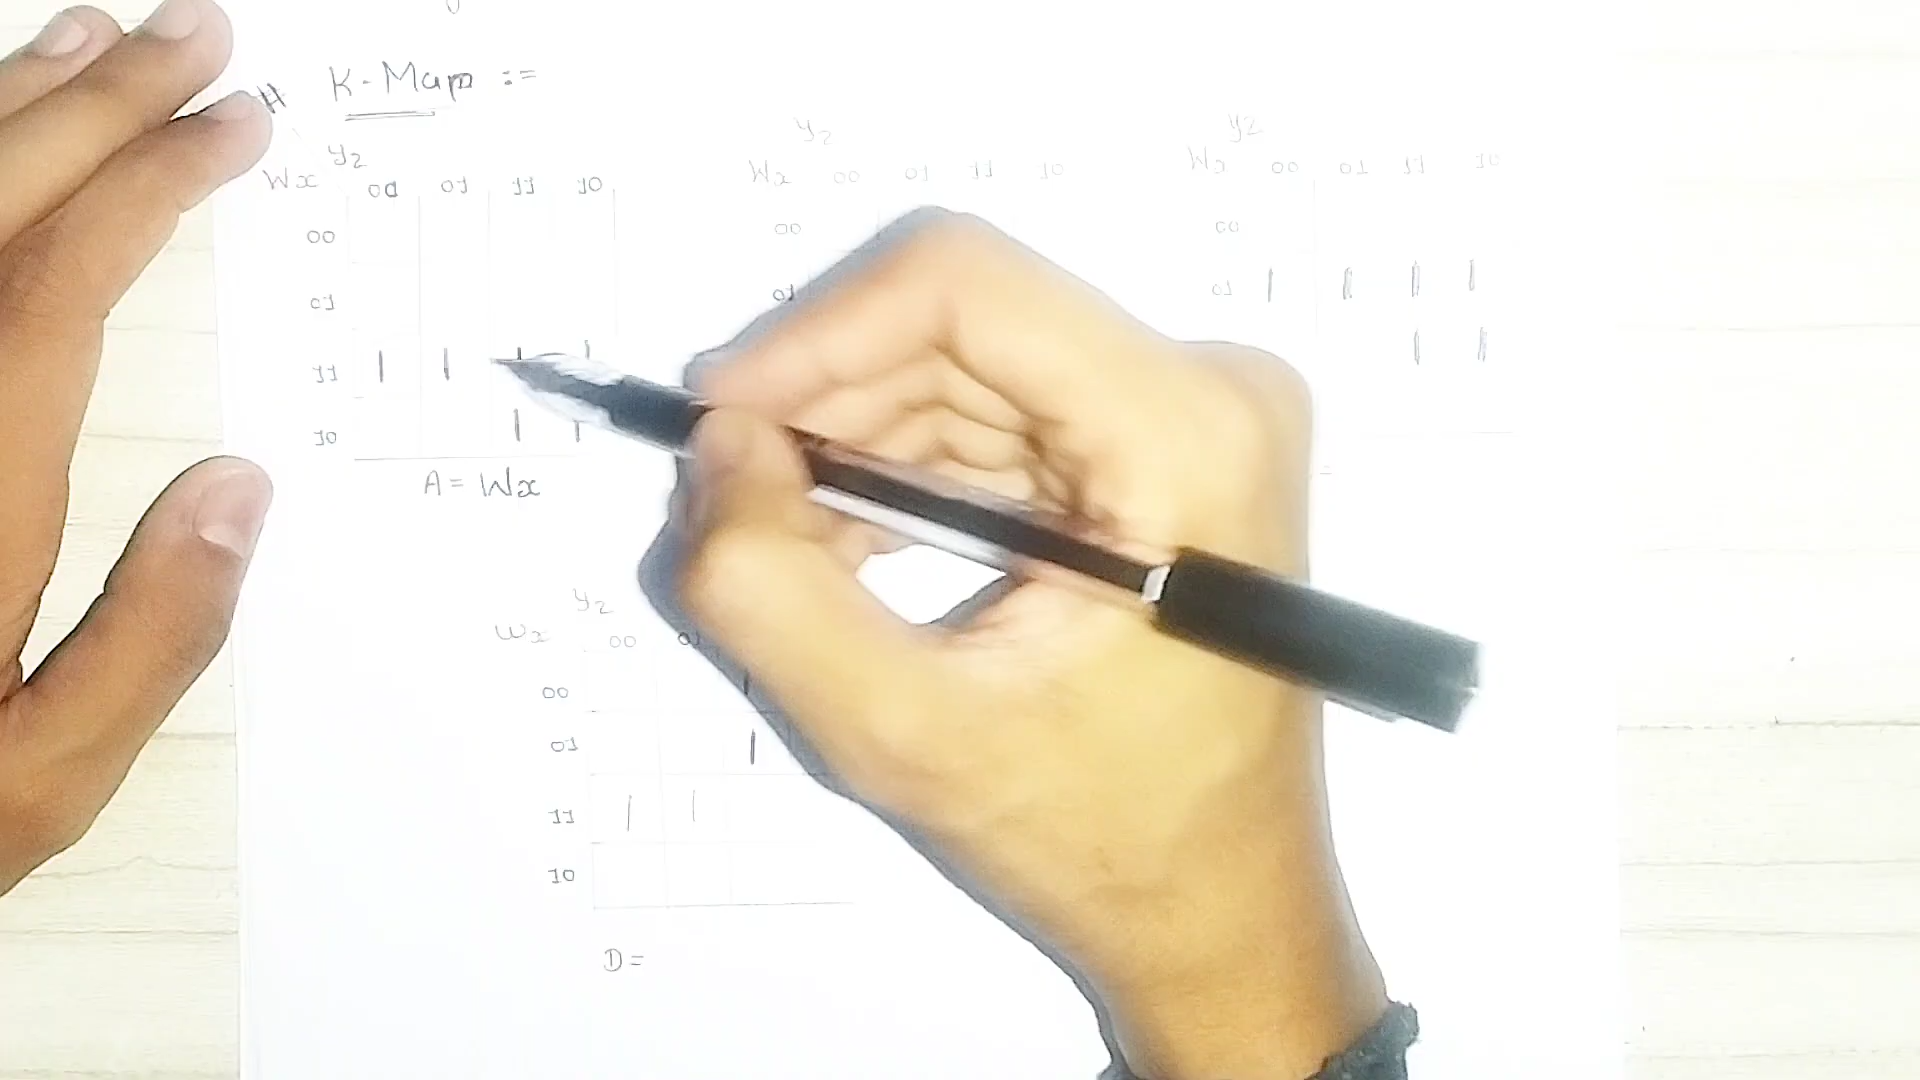 # K-Map :=
yz
wx 00 01 11 10
00
01
11 1 1 1 1
10 1 1
A = Wx
yz
Wx 00 01 11 10
00
01
yz
Wx 00 01 11 10
00
01 1 1 1 1
1 1
=
yz
wx 00
00 1
01 1
11 1 1
10
D =